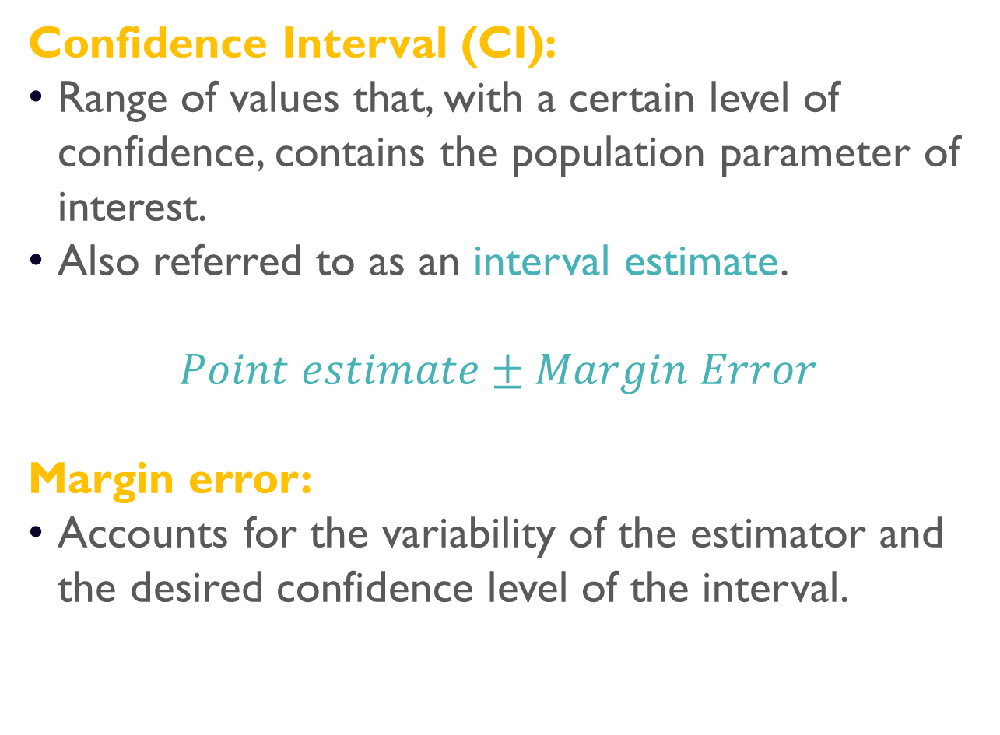 Confidence Interval (CI):
• Range of values that, with a certain level of
confidence, contains the population parameter of
interest.
• Also referred to as an interval estimate.
Point estimate ± Margin Error
Margin error:
• Accounts for the variability of the estimator and
the desired confidence level of the interval.